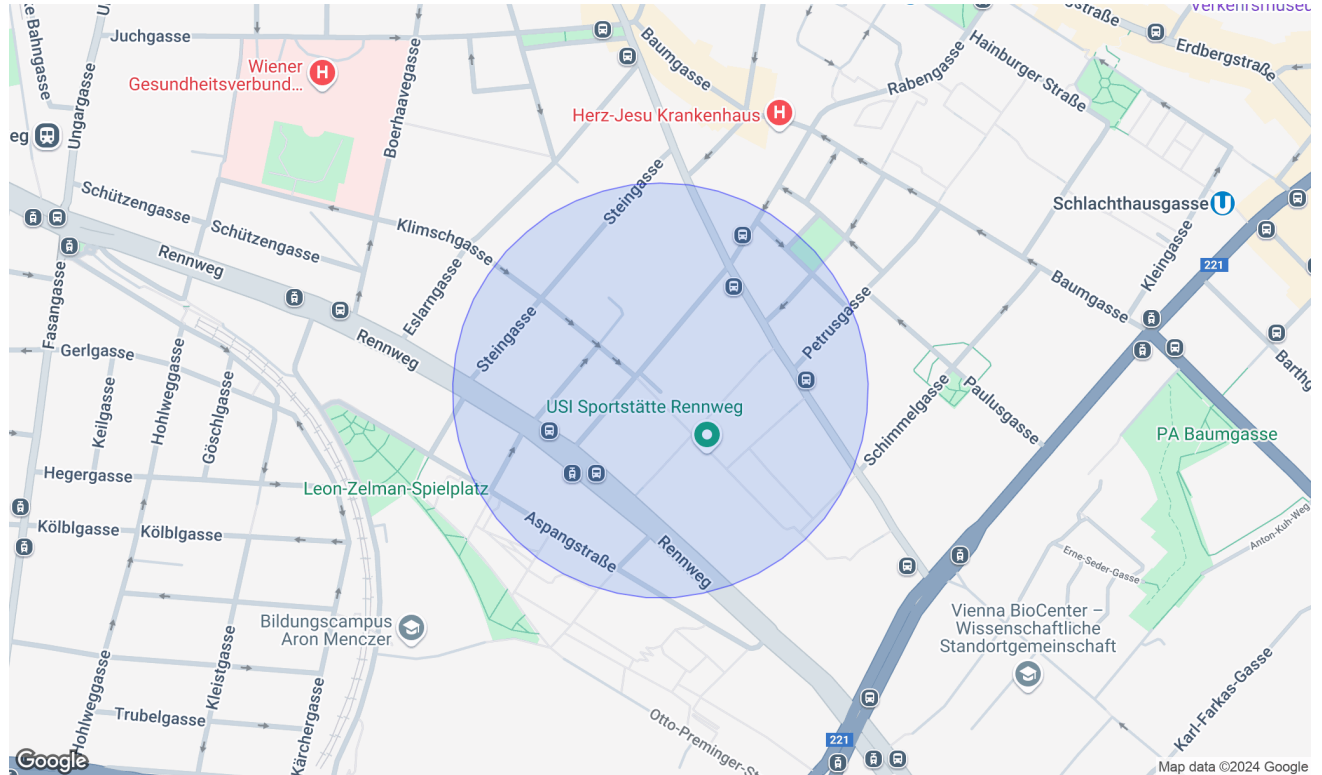 Verkehrsmuseu
Juchgasse
Baumgasse
Hainburger Straße
Erdbergstraße
Wiener
Gesundheitsverbund...
Rabengasse
Ungargasse
Boerhaavegasse
Herz-Jesu Krankenhaus
eg
Schützengasse
Schützengasse
Steingasse
Schlachthausgasse
Klimschgasse
Kleingasse
221
Rennweg
Baumgasse
Fasangasse
Eslarngasse
Steingasse
Petrusgasse
Rennweg
Gerlgasse
Keilgasse
Hohlweggasse
Göschlgasse
Schimmelgasse
Paulusgasse
USI Sportstätte Rennweg
PA Baumgasse
Hegergasse
Leon-Zelman-Spielplatz
Kölblgasse
Kölblgasse
Aspangstraße
Rennweg
Anton-Kuh-Weg
Erne-Seder-Gasse
Bildungscampus
Aron Menczer
Vienna BioCenter –
Wissenschaftliche
Standortgemeinschaft
Kleistgasse
Hohlweggasse
Trubelgasse
Kärchergasse
Otto-Preminger-St
Karl-Farkas-Gasse
221
Google
Map data ©2024 Google